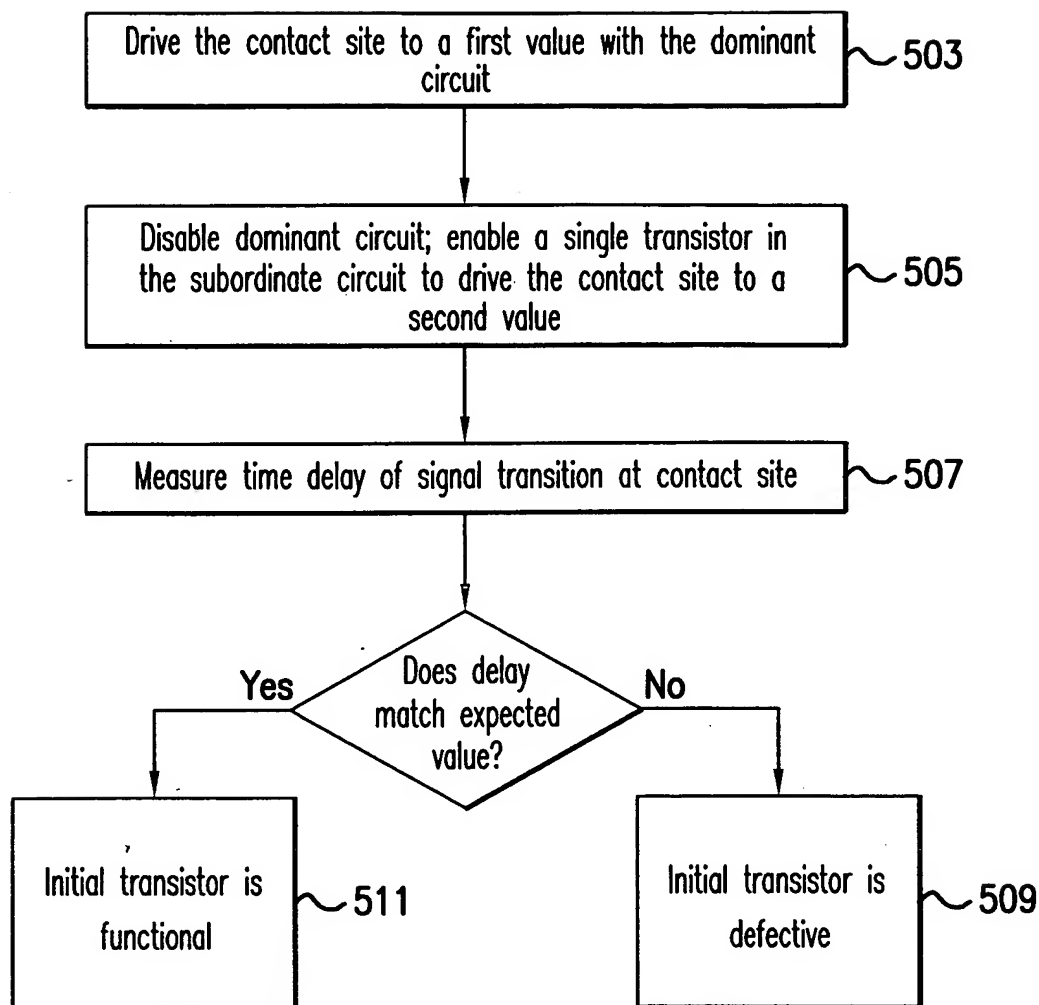 Drive the contact site to a first value with the dominant
circuit
503
Disable dominant circuit; enable a single transistor in
the subordinate circuit to drive the contact site to a
second value
505
Measure time delay of signal transition at contact site
507
Does delay
match expected
value?
Yes
No
Initial transistor is
functional
511
Initial transistor is
defective
509